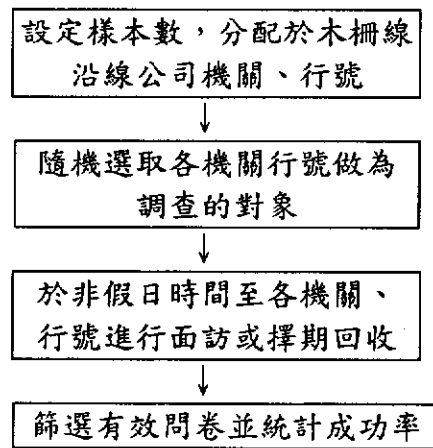 設定樣本數，分配於木柵線
沿線公司機關、行號
隨機選取各機關行號做為
調查的對象
於非假日時間至各機關、
行號進行面訪或擇期回收
篩選有效問卷並統計成功率